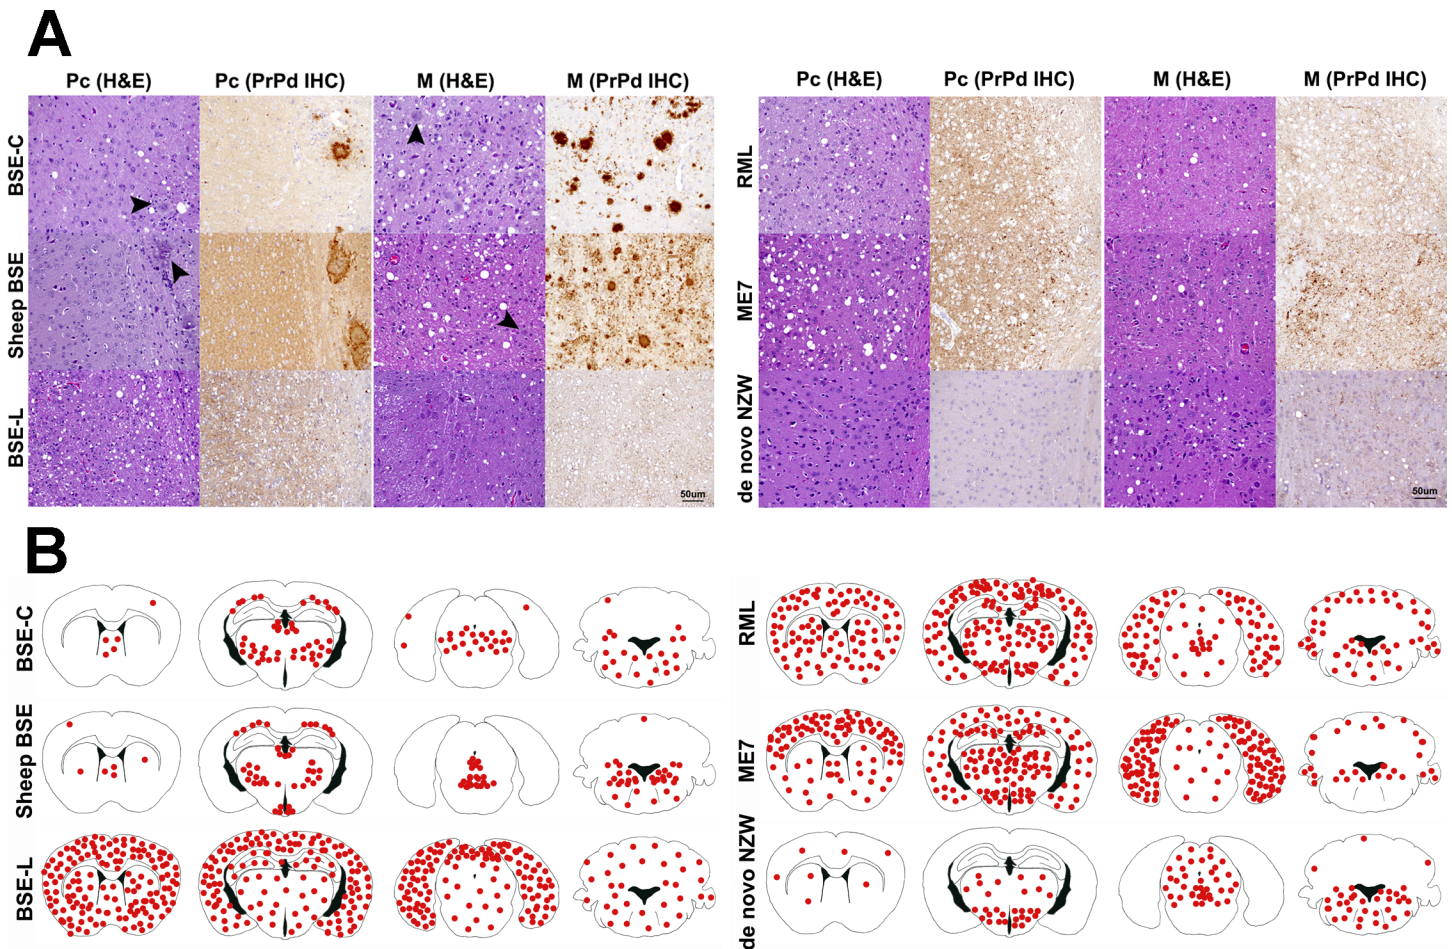 A
Pc (H&E) Pc (PrPd IHC) M (H&E) M (PrPd IHC) Pc (H&E) Pc (PrPd IHC) M (H&E) M (PrPd IHC)
BSE-C
Sheep BSE
BSE-L
50um
RML
ME7
de novo NZW
50um
B
BSE-C
Sheep BSE
BSE-L
RML
ME7
de novo NZW